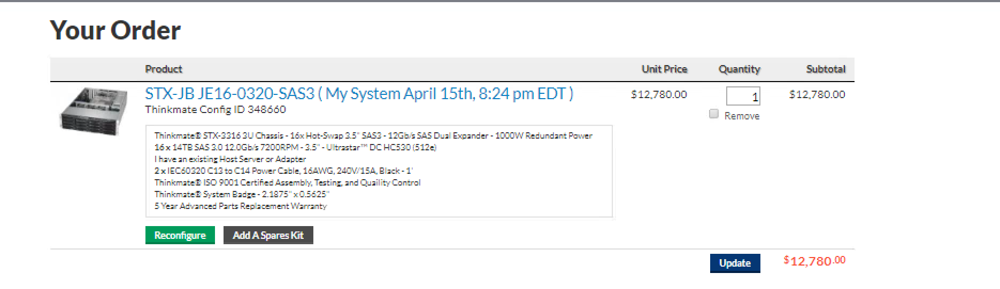 Your Order
Product Unit Price Quantity Subtotal
STX-JB JE16-0320-SAS3 ( My System April 15th, 8:24 pm EDT ) $12,780.00 1 $12,780.00
Thinkmate Config ID 348660
Remove
Thinkmate® STX-3316 3U Chassis - 16x Hot-Swap 3.5" SAS3 - 12Gb/s SAS Dual Expander - 1000W Redundant Power
16 x 14TB SAS 3.0 12.0Gb/s 7200RPM - 3.5" - Ultrastar™ DC HC530 (512e)
I have an existing Host Server or Adapter
2 x IEC60320 C13 to C14 Power Cable, 16AWG, 240V/15A, Black - 1'
Thinkmate® ISO 9001 Certified Assembly, Testing, and Quaility Control
Thinkmate® System Badge - 2.1875" x 0.5625"
5 Year Advanced Parts Replacement Warranty
Reconfigure Add A Spares Kit
Update $12,780.00